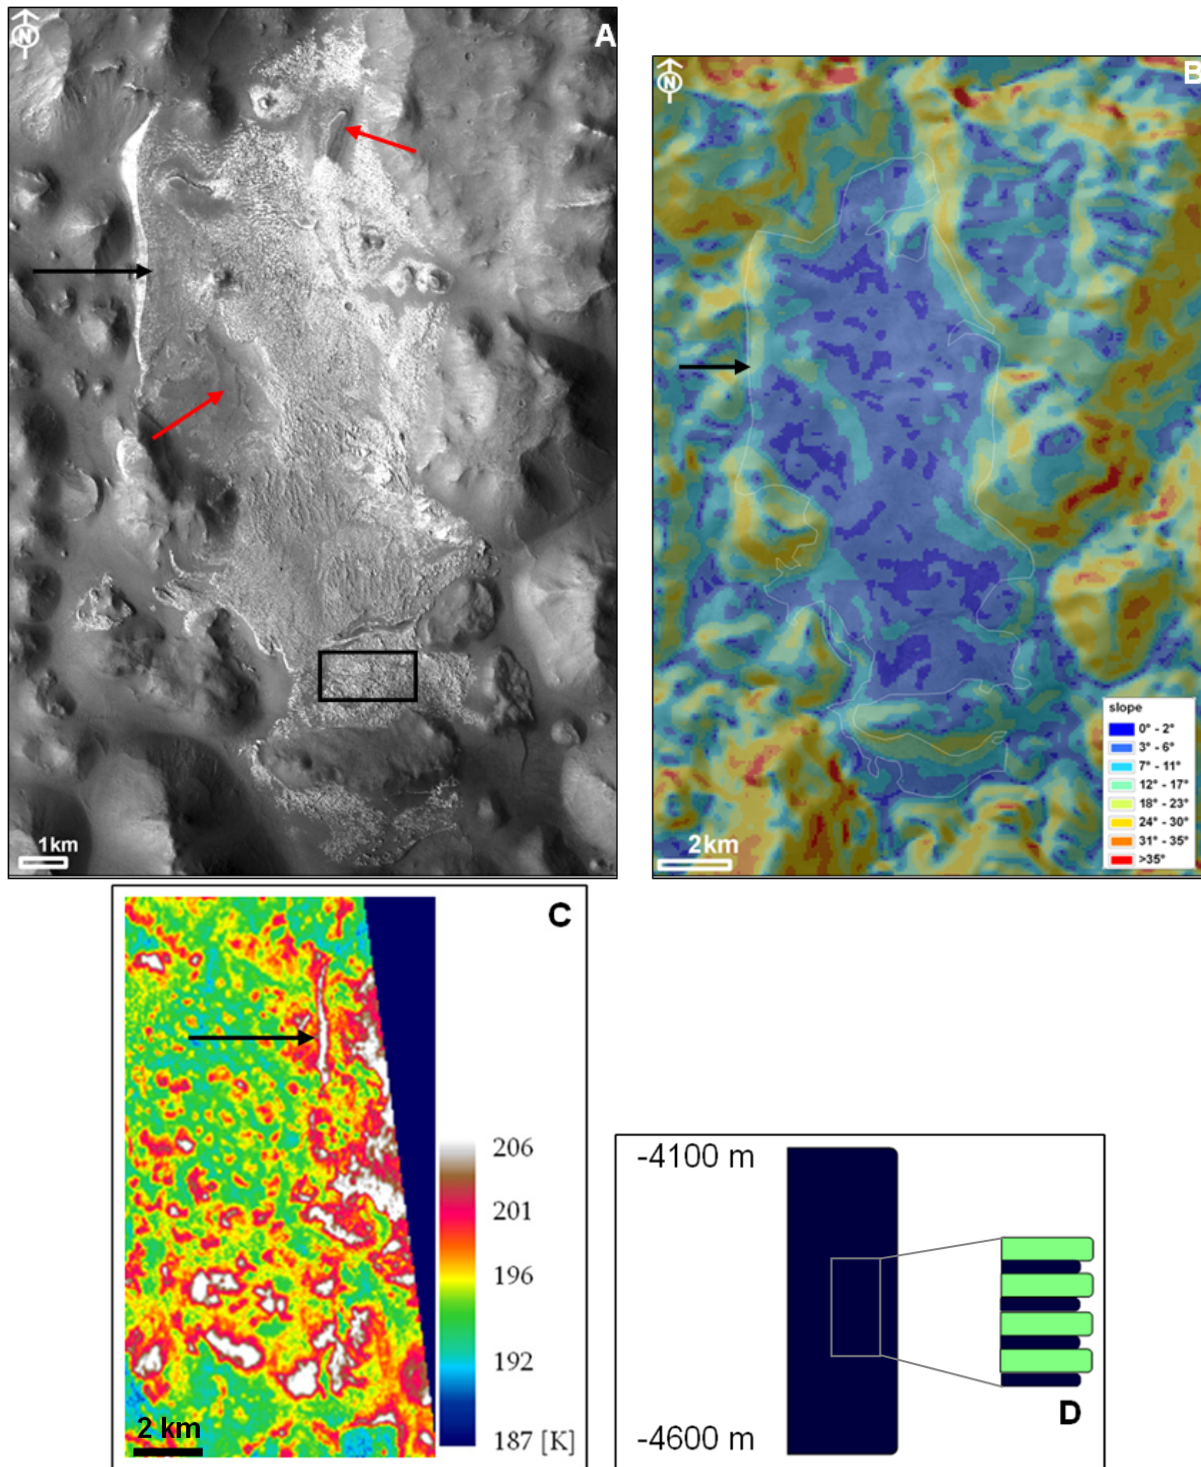 N
A
1km
N
B
slope
0° - 2°
3° - 6°
7° - 11°
12° - 17°
18° - 23°
24° - 30°
31° - 35°
>35°
2km
C
206
201
196
192
187 [K]
2 km
-4100 m
-4600 m
D